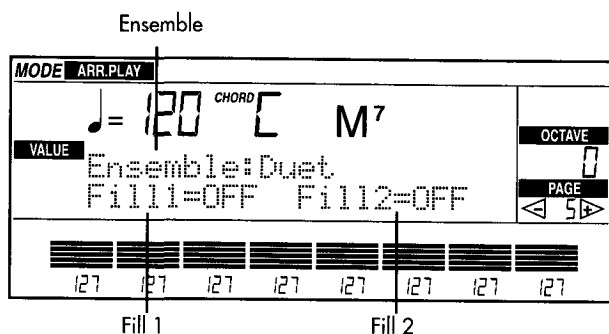 Ensemble
MODE ARR.PLAY
♩= 120 CHORD C M7
OCTAVE
VALUE Ensemble:Duet 0
Fill1=OFF Fill2=OFF PAGE
5
127 127 127 127 127 127 127 127
Fill 1 Fill 2